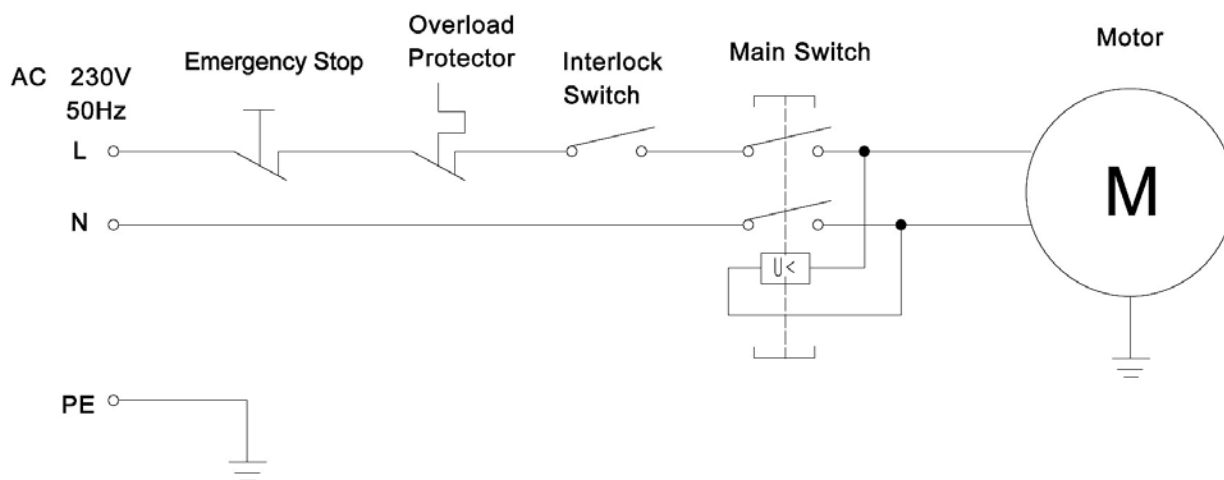 AC 230V
50Hz
Emergency Stop
Overload
Protector
Interlock
Switch
Main Switch
Motor
L
M
N
U<
PE